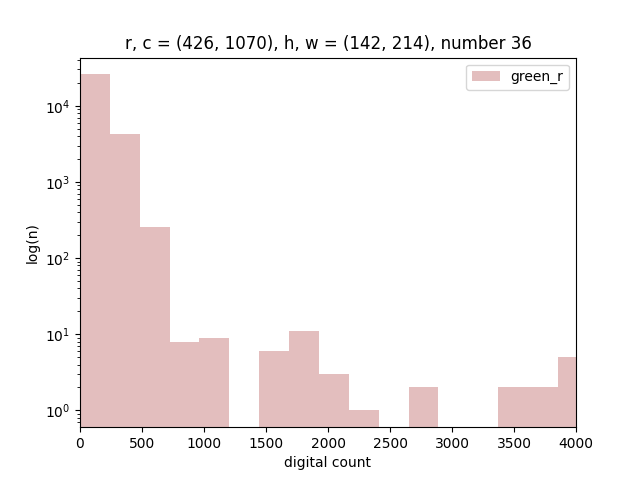 r, c = (426, 1070), h, w = (142, 214), number 36
green_r
10⁴
10³
10²
10¹
10⁰
log(n)
0 500 1000 1500 2000 2500 3000 3500 4000
digital count